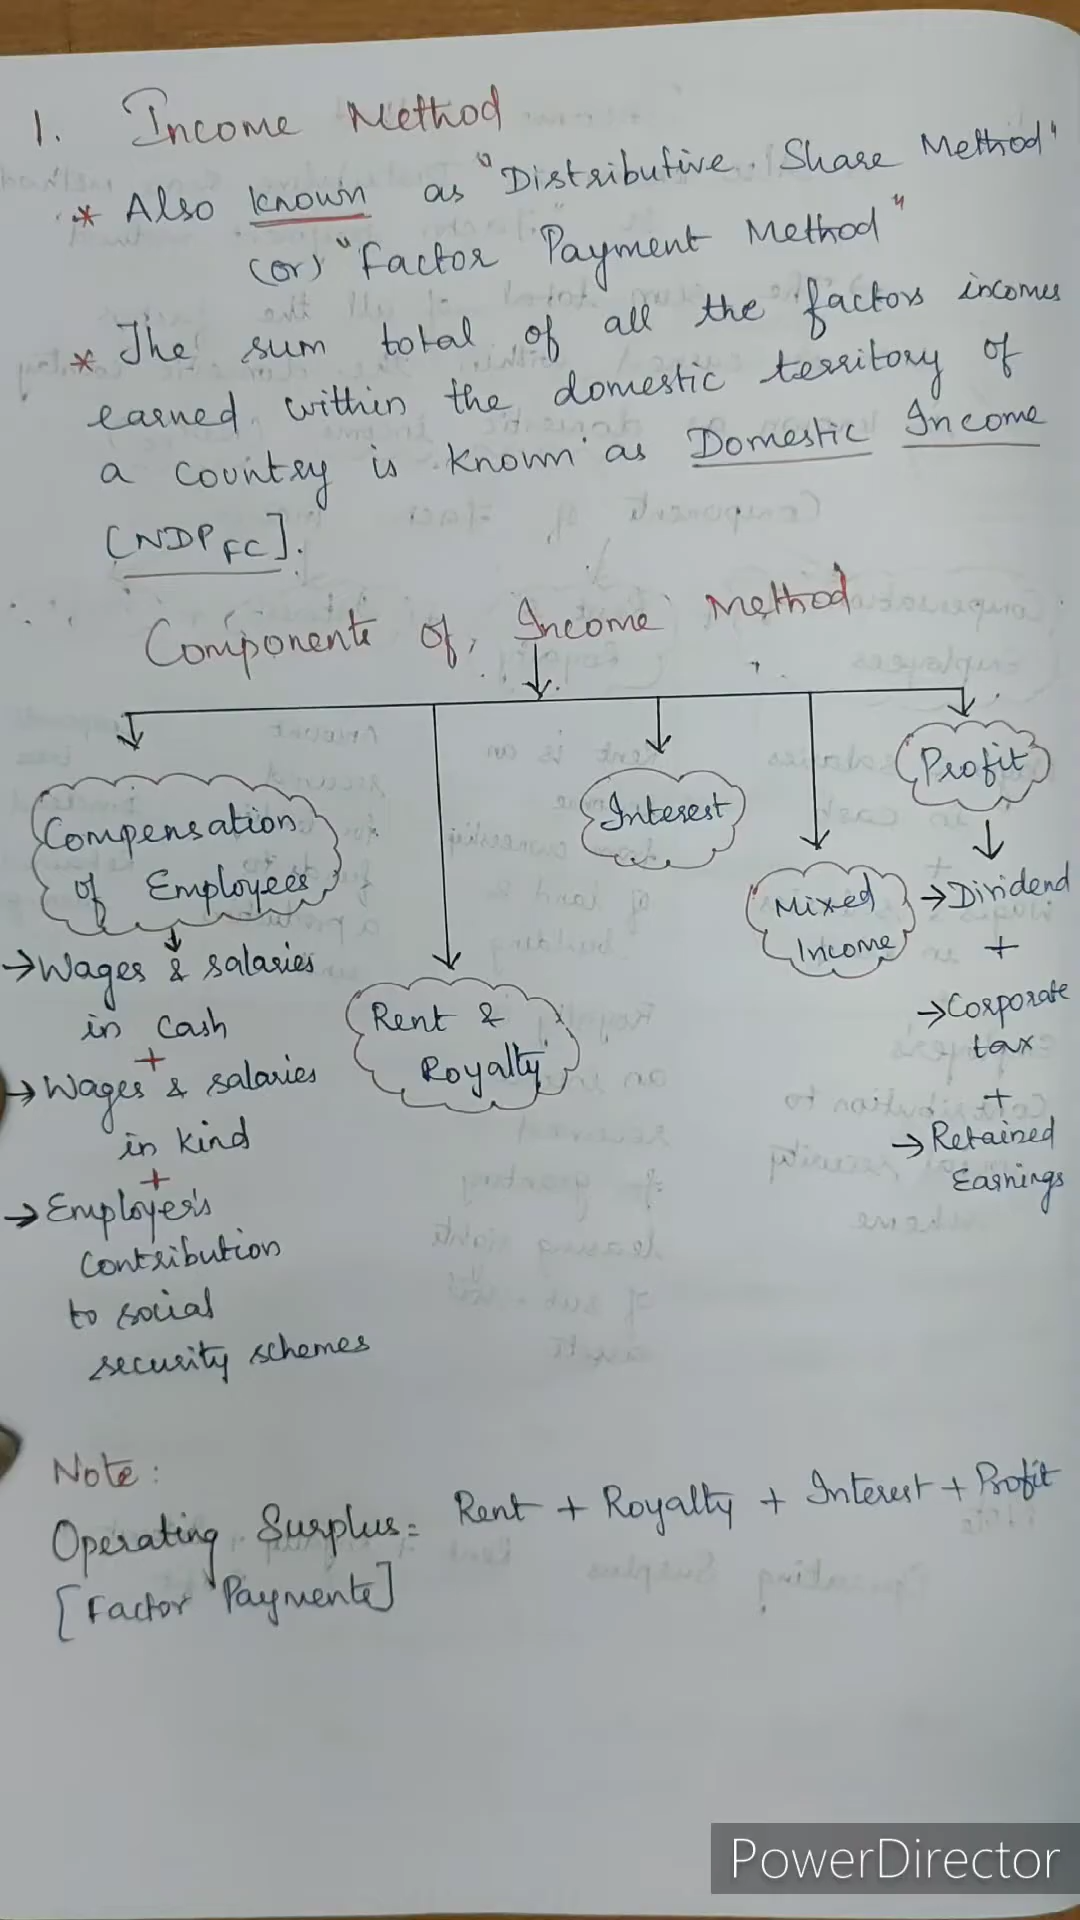 1. Income Method
* Also known as "Distributive Share Method"
(or) "Factor Payment Method"
* The sum total of all the factors incomes
earned within the domestic territory of
a country is known as Domestic Income
[NDP FC].
Components of Income Method
Compensation
of Employees
→ Wages & salaries
in cash
+
→ Wages & salaries
in kind
+
→ Employer's
contribution
to social
security schemes
Rent &
Royalty
Interest
Mixed
Income
Profit
→ Dividend
+
→ Corporate
tax
+
→ Retained
Earnings
Note:
Operating Surplus = Rent + Royalty + Interest + Profit
[Factor Payments]
PowerDirector